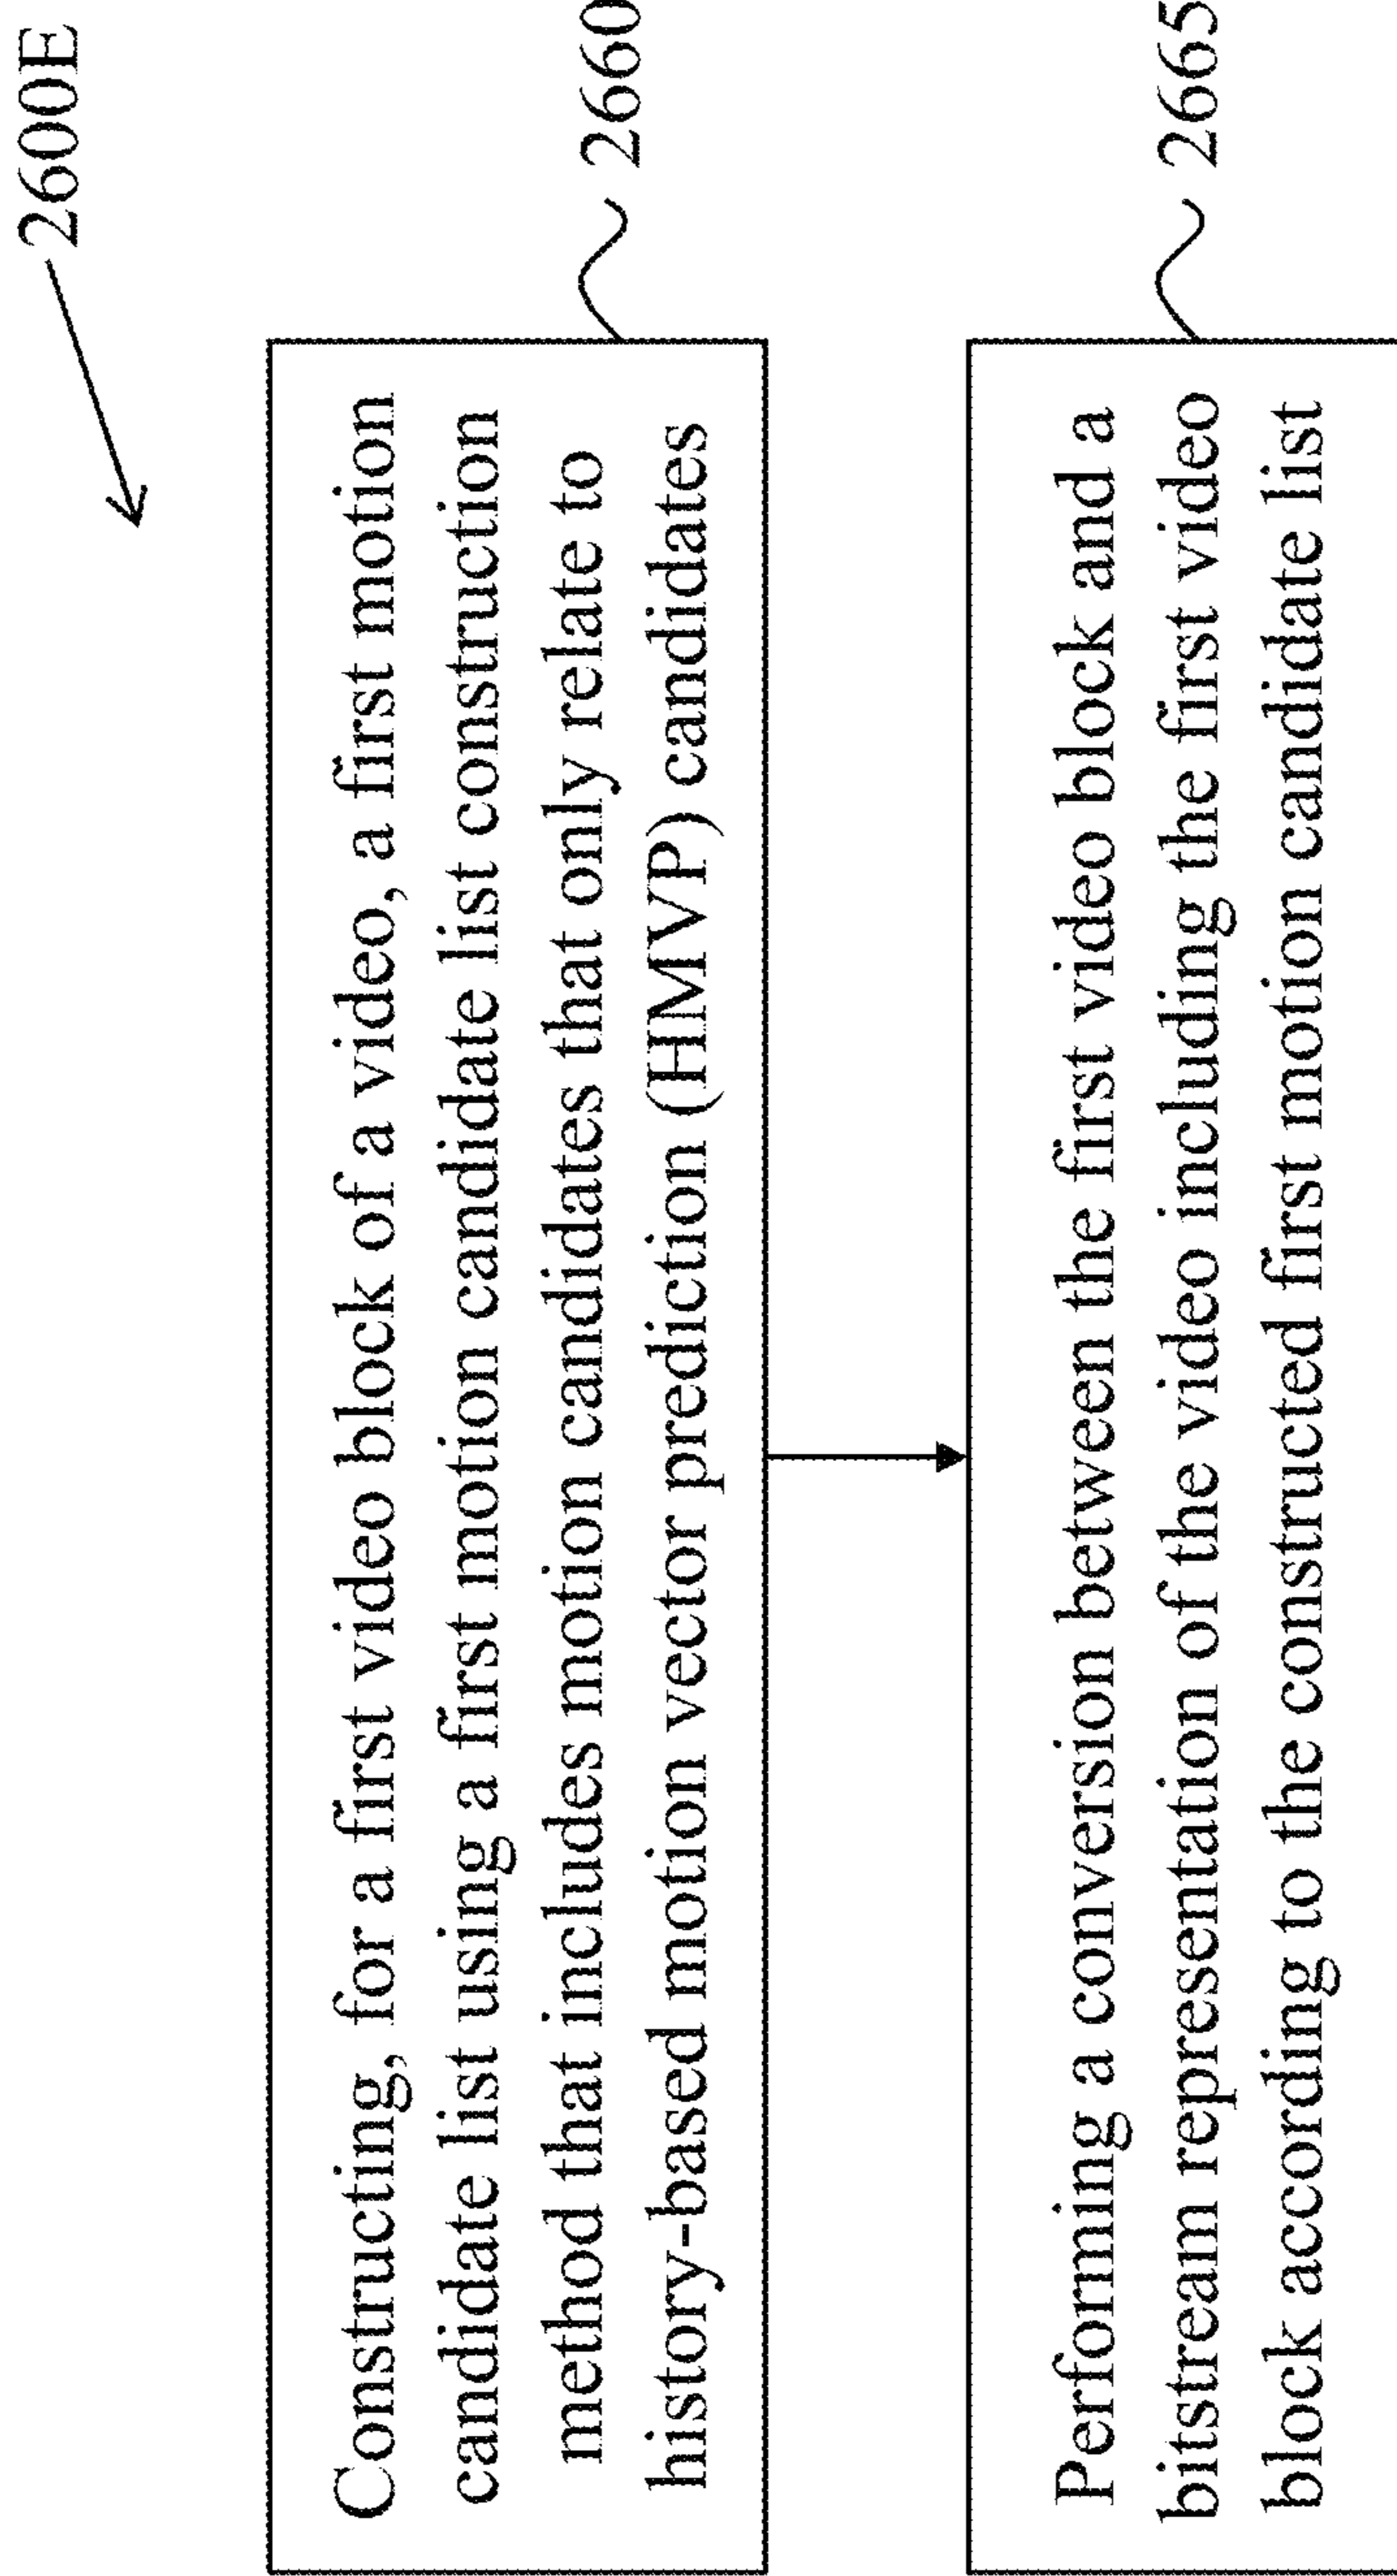 2600E
Constructing, for a first video block of a video, a first motion
candidate list using a first motion candidate list construction
method that includes motion candidates that only relate to
history-based motion vector prediction (HMVP) candidates
2660
Performing a conversion between the first video block and a
bitstream representation of the video including the first video
block according to the constructed first motion candidate list
2665